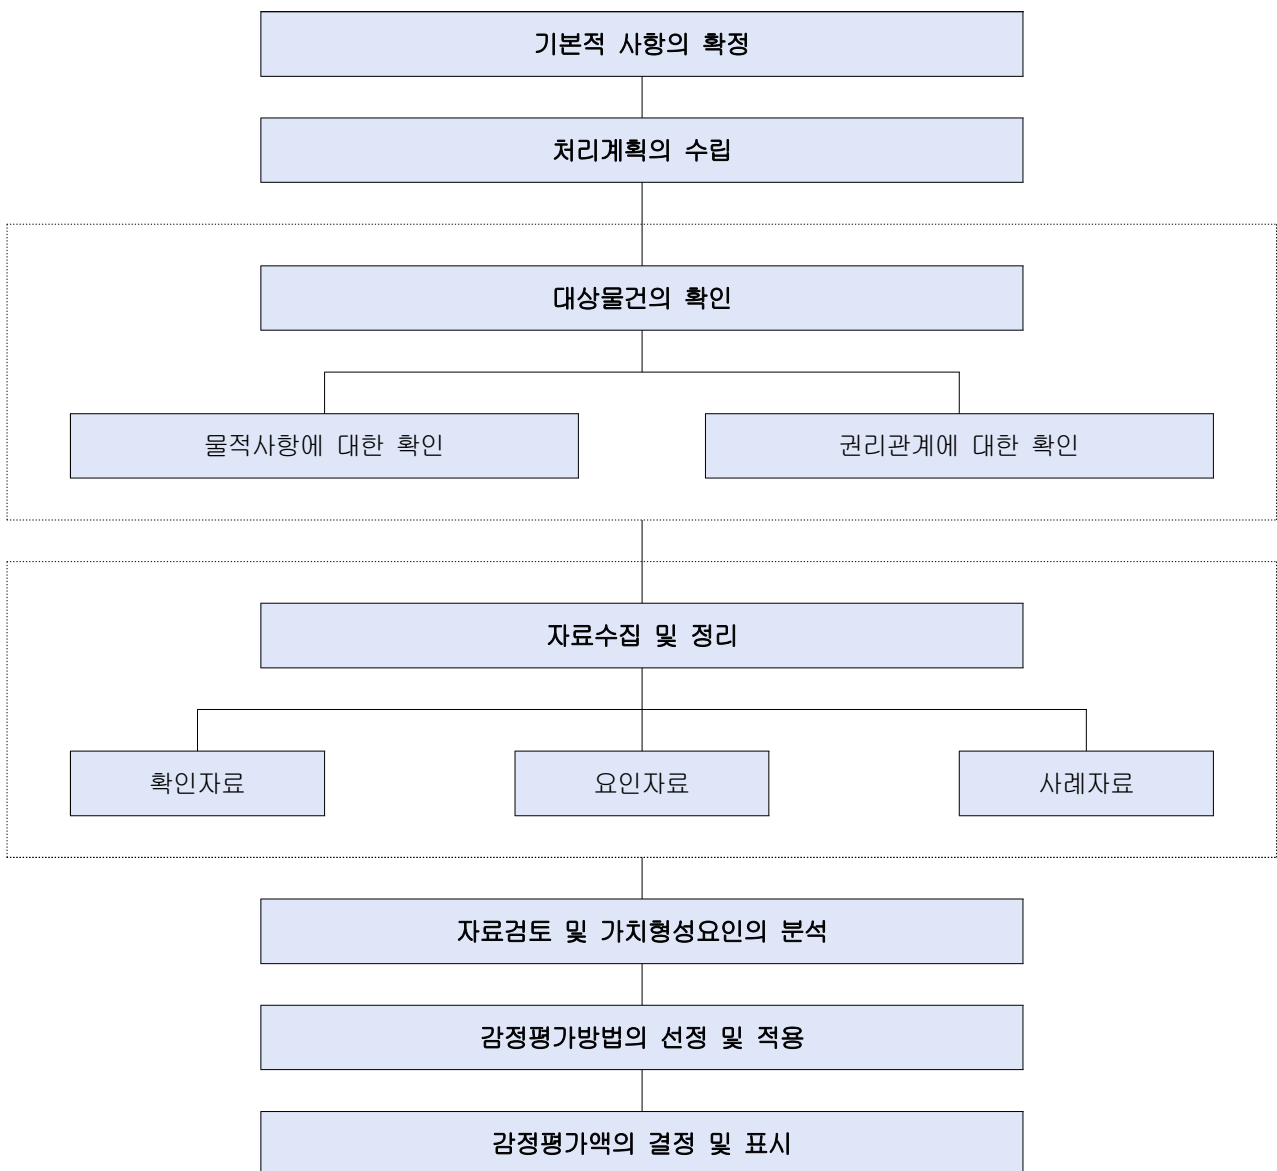 기본적 사항의 확정
처리계획의 수립
대상물건의 확인
물적사항에 대한 확인
권리관계에 대한 확인
자료수집 및 정리
확인자료
요인자료
사례자료
자료검토 및 가치형성요인의 분석
감정평가방법의 선정 및 적용
감정평가액의 결정 및 표시